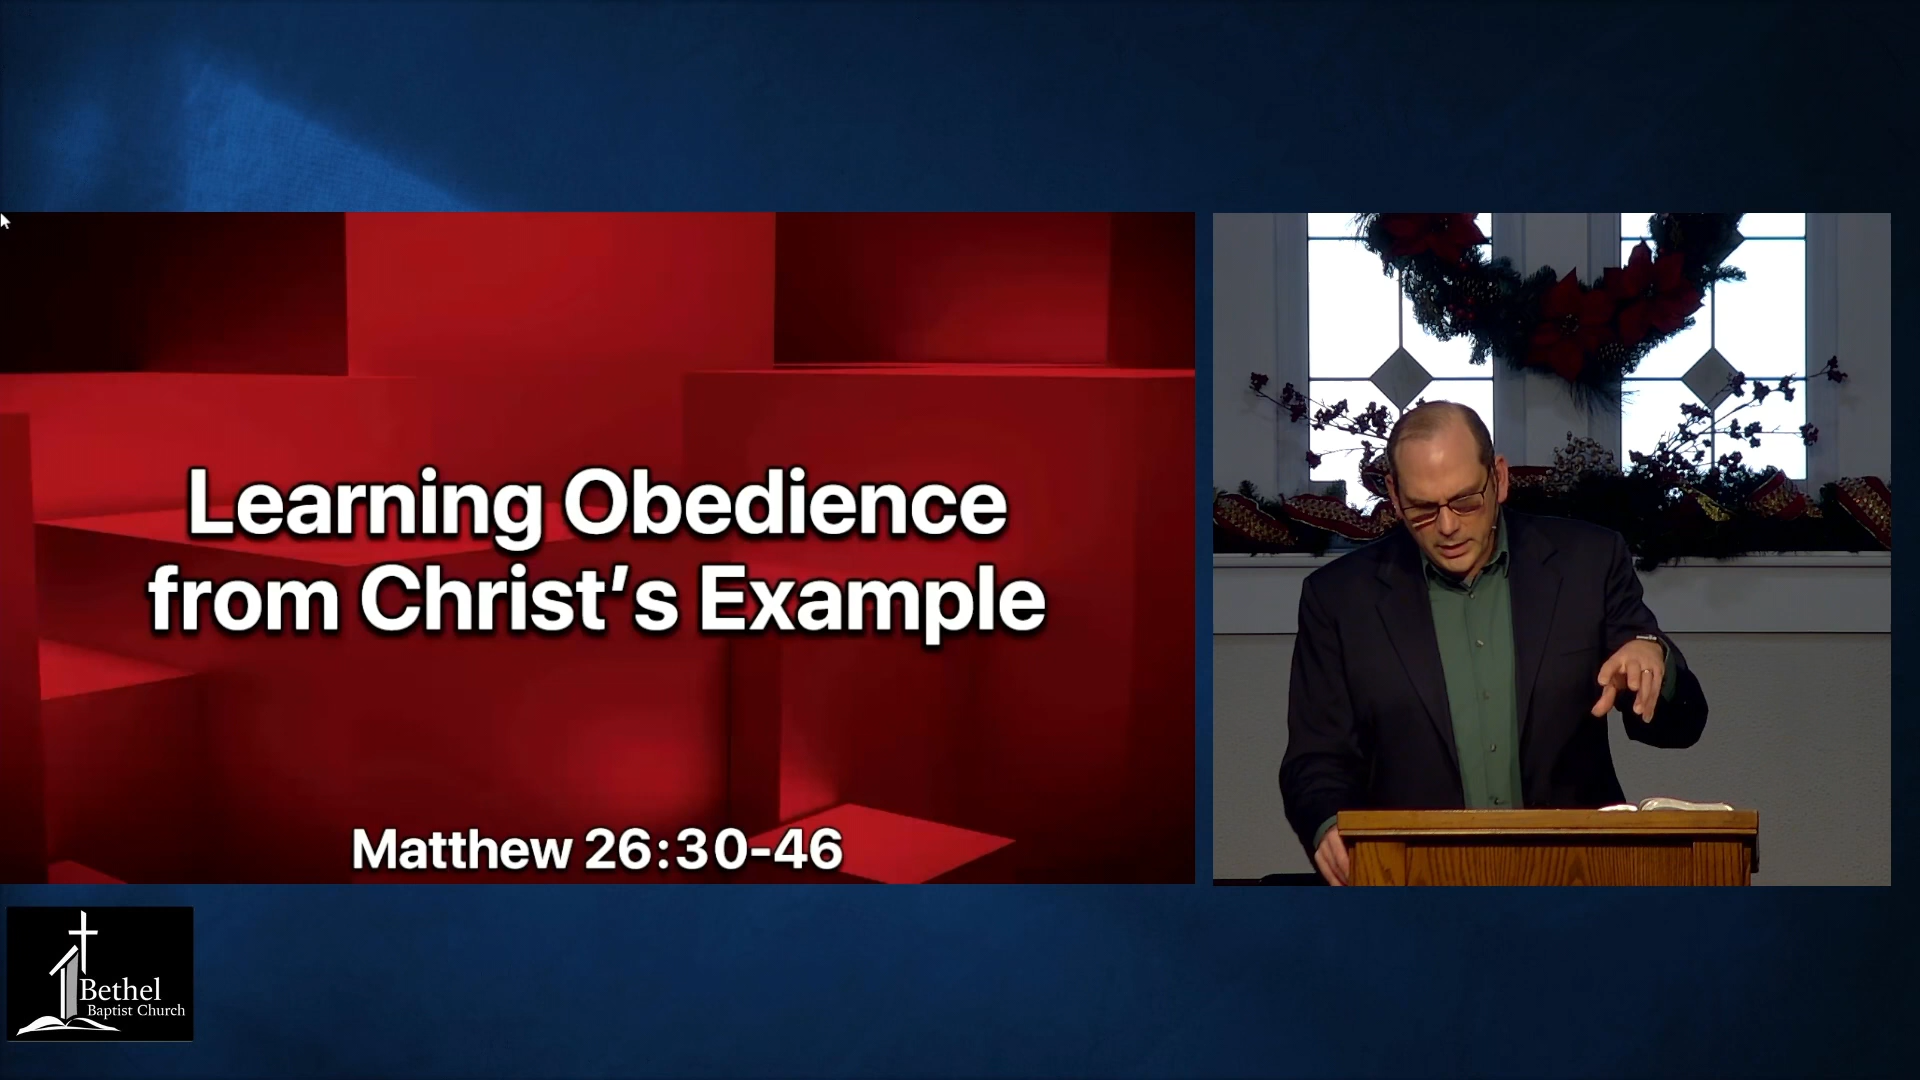 Learning Obedience
from Christ's Example
Matthew 26:30-46
Bethel
Baptist Church